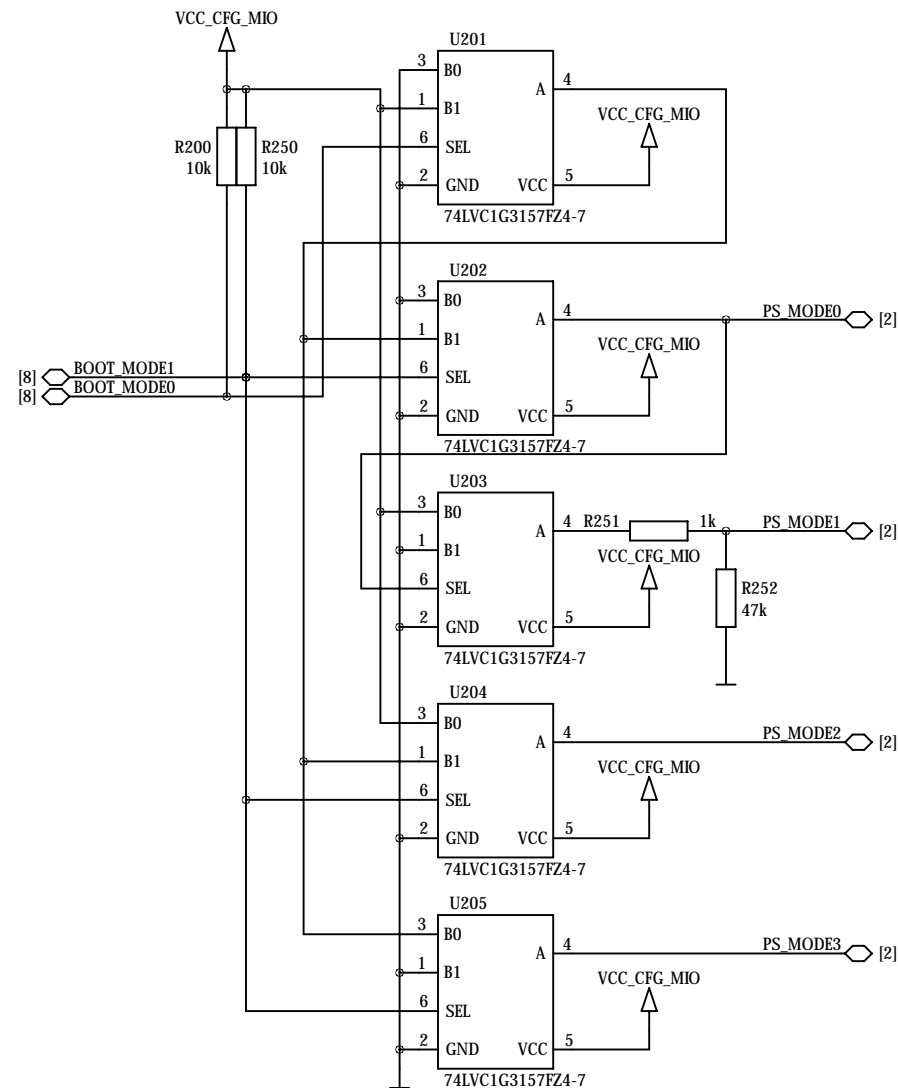 VCC_CFG_MIO
R200
10k
R250
10k
[8] BOOT_MODE1
[8] BOOT_MODE0
U201
3 B0
1 B1
6 SEL
2 GND
A 4
VCC 5
VCC_CFG_MIO
74LVC1G3157FZ4-7
U202
3 B0
1 B1
6 SEL
2 GND
A 4
VCC 5
PS_MODE0 [2]
VCC_CFG_MIO
74LVC1G3157FZ4-7
U203
3 B0
1 B1
6 SEL
2 GND
A 4
VCC 5
R251 1k
PS_MODE1 [2]
VCC_CFG_MIO
R252
47k
74LVC1G3157FZ4-7
U204
3 B0
1 B1
6 SEL
2 GND
A 4
VCC 5
PS_MODE2 [2]
VCC_CFG_MIO
74LVC1G3157FZ4-7
U205
3 B0
1 B1
6 SEL
2 GND
A 4
VCC 5
PS_MODE3 [2]
VCC_CFG_MIO
74LVC1G3157FZ4-7